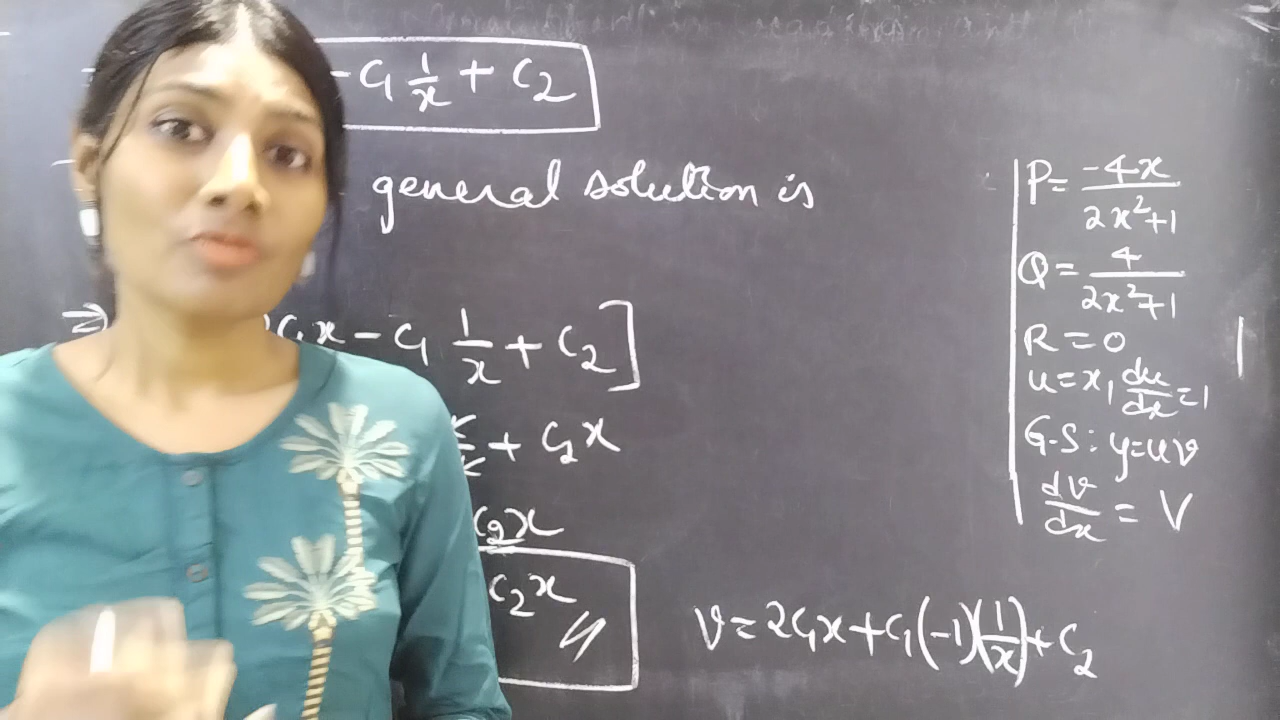 - C1 1/x + C2
general solution is
⇒ 2C1x - C1 1/x + C2]
+ C2x
C2x
C2x //
P = -4x/(2x²+1)
Q = 4/(2x²+1)
R = 0
u = x, du/dx = 1
G.S : y = uv
dv/dx = V
v = 2C1x + C1(-1)(1/x) + C2